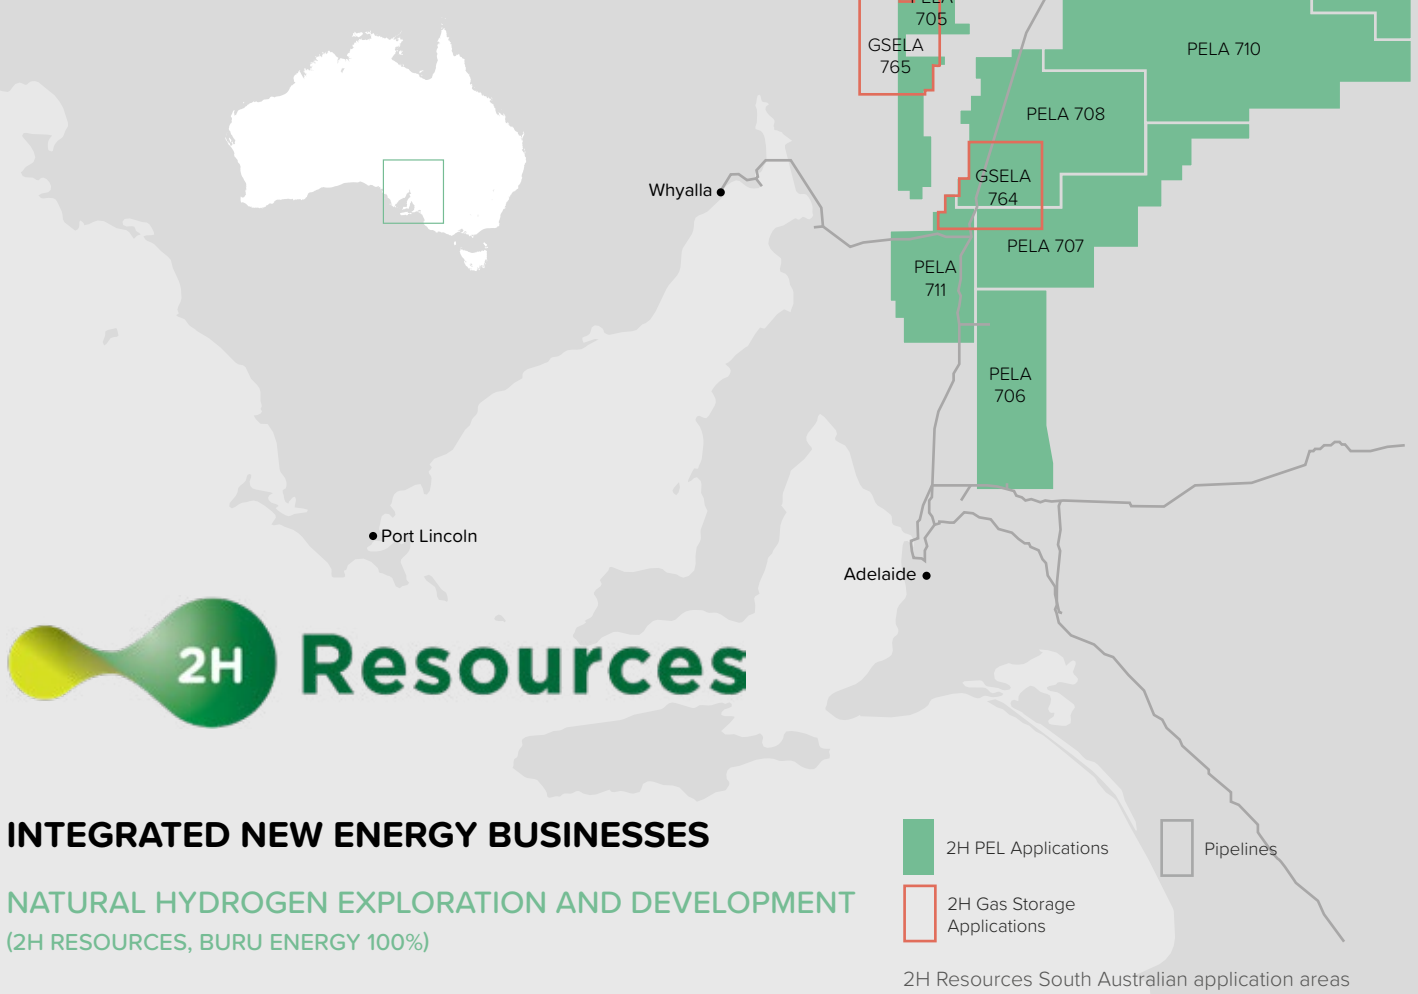 PELA
705
GSELA
765
PELA 710
PELA 708
Whyalla
GSELA
764
PELA 707
PELA
711
PELA
706
Port Lincoln
Adelaide
2H Resources
INTEGRATED NEW ENERGY BUSINESSES
NATURAL HYDROGEN EXPLORATION AND DEVELOPMENT
(2H RESOURCES, BURU ENERGY 100%)
2H PEL Applications
Pipelines
2H Gas Storage
Applications
2H Resources South Australian application areas